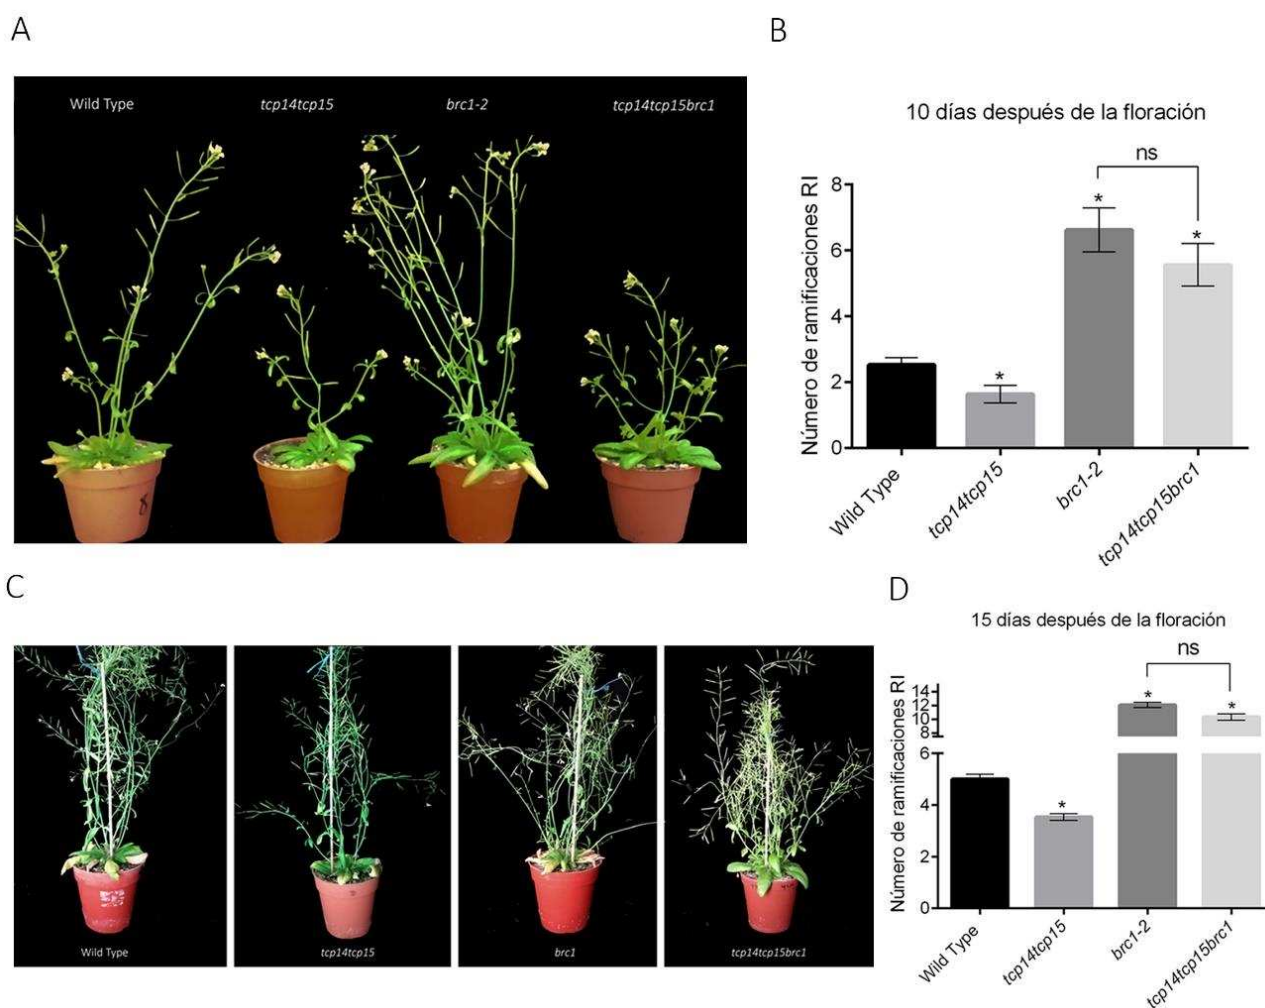 A
Wild Type tcp14tcp15 brc1-2 tcp14tcp15brc1
B
10 días después de la floración
ns
Número de ramificaciones RI
8
6
4
2
0
* * * *
Wild Type tcp14tcp15 brc1-2 tcp14tcp15brc1
8
C
Wild Type tcp14tcp15 brc1 tcp14tcp15brc1
D
15 días después de la floración
ns
Número de ramificaciones RI
14
12
10
8
6
4
2
0
* * * *
Wild Type tcp14tcp15 brc1-2 tcp14tcp15brc1